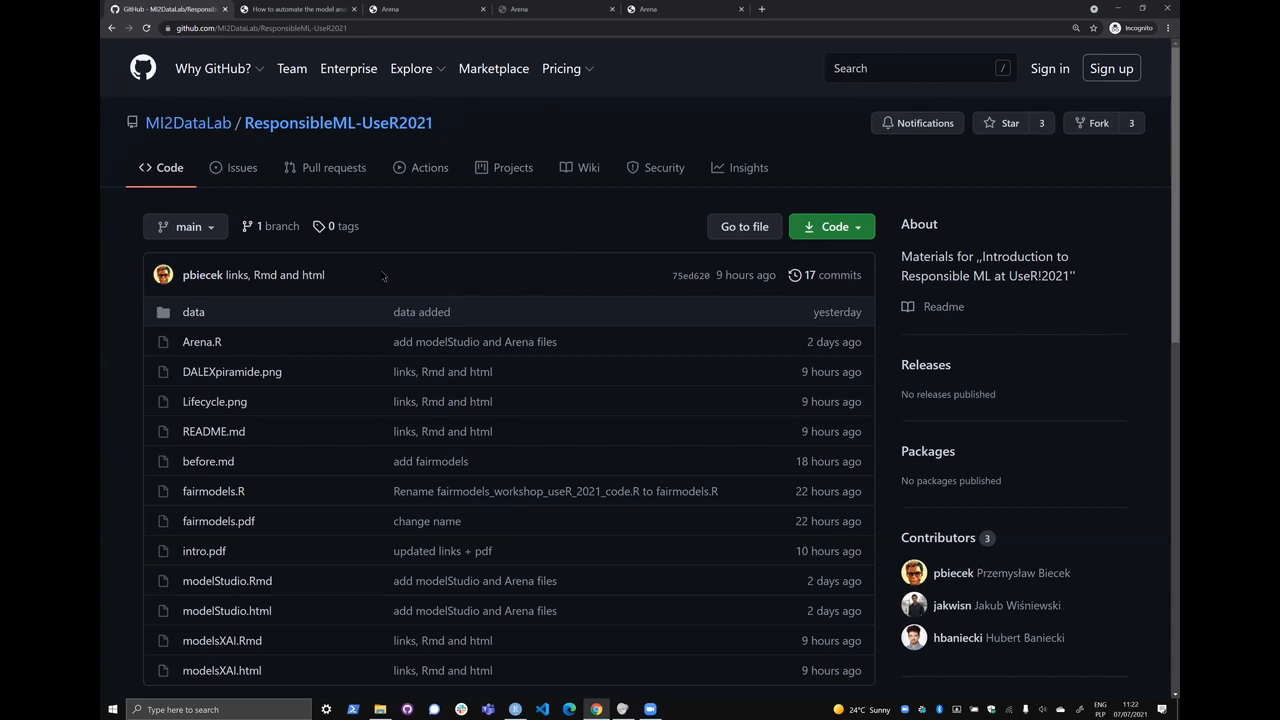 GitHub - MI2DataLab/Responsib
How to automate the model ana
Arena
Arena
Arena
github.com/MI2DataLab/ResponsibleML-UseR2021
Incognito
Why GitHub?
Team
Enterprise
Explore
Marketplace
Pricing
Search
/
Sign in
Sign up
MI2DataLab / ResponsibleML-UseR2021
Notifications
Star 3
Fork 3
Code
Issues
Pull requests
Actions
Projects
Wiki
Security
Insights
main
1 branch
0 tags
Go to file
Code
pbiecek links, Rmd and html 75ed620 9 hours ago 17 commits
data data added yesterday
Arena.R add modelStudio and Arena files 2 days ago
DALEXpiramide.png links, Rmd and html 9 hours ago
Lifecycle.png links, Rmd and html 9 hours ago
README.md links, Rmd and html 9 hours ago
before.md add fairmodels 18 hours ago
fairmodels.R Rename fairmodels_workshop_useR_2021_code.R to fairmodels.R 22 hours ago
fairmodels.pdf change name 22 hours ago
intro.pdf updated links + pdf 10 hours ago
modelStudio.Rmd add modelStudio and Arena files 2 days ago
modelStudio.html add modelStudio and Arena files 2 days ago
modelsXAI.Rmd links, Rmd and html 9 hours ago
modelsXAI.html links, Rmd and html 9 hours ago
About
Materials for ,,Introduction to
Responsible ML at UseR!2021''
Readme
Releases
No releases published
Packages
No packages published
Contributors 3
pbiecek Przemysław Biecek
jakwisn Jakub Wiśniewski
hbaniecki Hubert Baniecki
Type here to search
24°C Sunny
ENG
PLP
11:22
07/07/2021